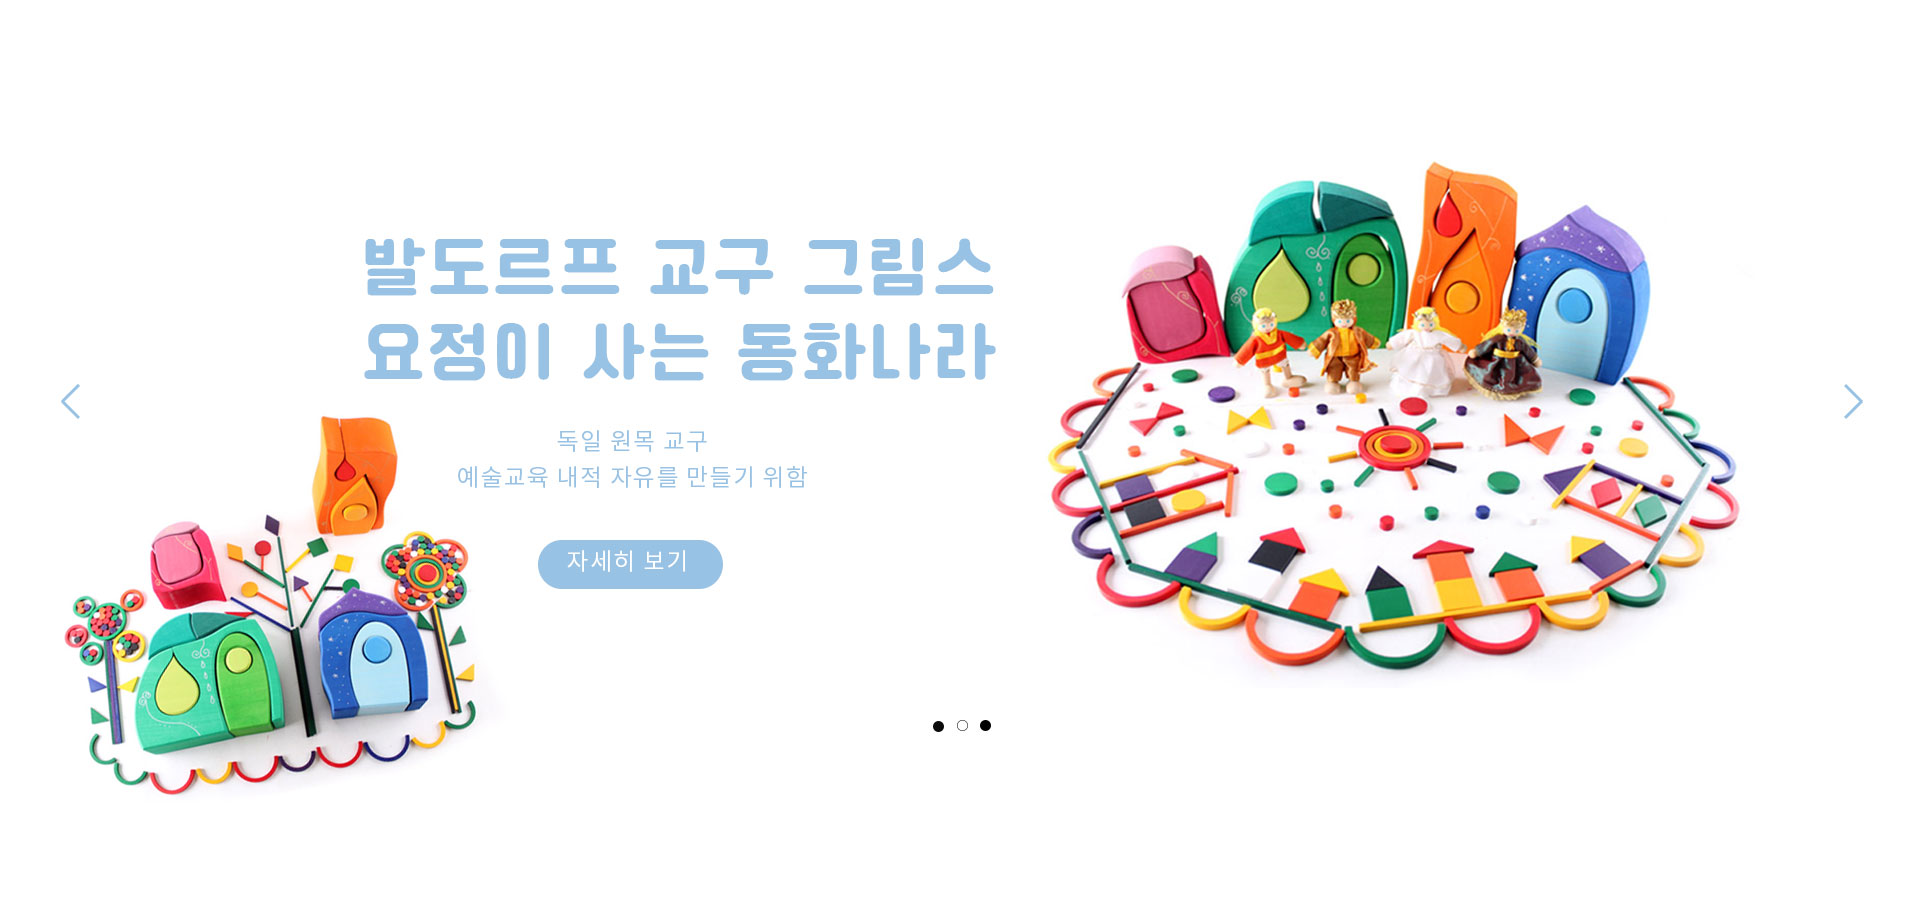 발도르프 교구 그림스
요정이 사는 동화나라
독일 원목 교구
예술교육 내적 자유를 만들기 위함
자세히 보기